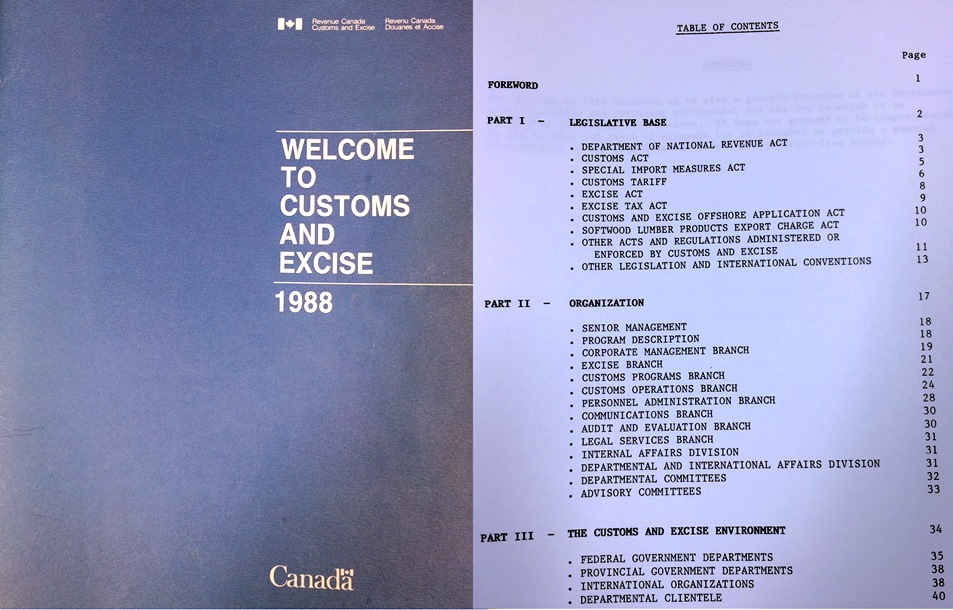 Revenue Canada
Customs and Excise
Revenu Canada
Douanes et Accise
WELCOME
TO
CUSTOMS
AND
EXCISE
1988
Canada
TABLE OF CONTENTS
Page
FOREWORD 1
PART I - LEGISLATIVE BASE 2
. DEPARTMENT OF NATIONAL REVENUE ACT 3
. CUSTOMS ACT 3
. SPECIAL IMPORT MEASURES ACT 5
. CUSTOMS TARIFF 6
. EXCISE ACT 8
. EXCISE TAX ACT 9
. CUSTOMS AND EXCISE OFFSHORE APPLICATION ACT 10
. SOFTWOOD LUMBER PRODUCTS EXPORT CHARGE ACT 10
. OTHER ACTS AND REGULATIONS ADMINISTERED OR
ENFORCED BY CUSTOMS AND EXCISE 11
. OTHER LEGISLATION AND INTERNATIONAL CONVENTIONS 13
PART II - ORGANIZATION 17
. SENIOR MANAGEMENT 18
. PROGRAM DESCRIPTION 18
. CORPORATE MANAGEMENT BRANCH 19
. EXCISE BRANCH 21
. CUSTOMS PROGRAMS BRANCH 22
. CUSTOMS OPERATIONS BRANCH 24
. PERSONNEL ADMINISTRATION BRANCH 28
. COMMUNICATIONS BRANCH 30
. AUDIT AND EVALUATION BRANCH 30
. LEGAL SERVICES BRANCH 31
. INTERNAL AFFAIRS DIVISION 31
. DEPARTMENTAL AND INTERNATIONAL AFFAIRS DIVISION 31
. DEPARTMENTAL COMMITTEES 32
. ADVISORY COMMITTEES 33
PART III - THE CUSTOMS AND EXCISE ENVIRONMENT 34
. FEDERAL GOVERNMENT DEPARTMENTS 35
. PROVINCIAL GOVERNMENT DEPARTMENTS 38
. INTERNATIONAL ORGANIZATIONS 38
. DEPARTMENTAL CLIENTELE 40